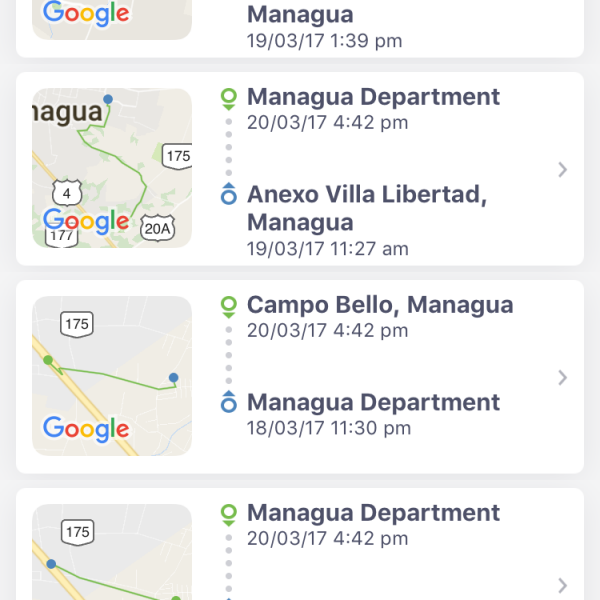 Google
Managua
19/03/17 1:39 pm
nagua
175
4
Google
177
20A
Managua Department
20/03/17 4:42 pm
Anexo Villa Libertad,
Managua
19/03/17 11:27 am
175
Google
Campo Bello, Managua
20/03/17 4:42 pm
Managua Department
18/03/17 11:30 pm
175
Managua Department
20/03/17 4:42 pm